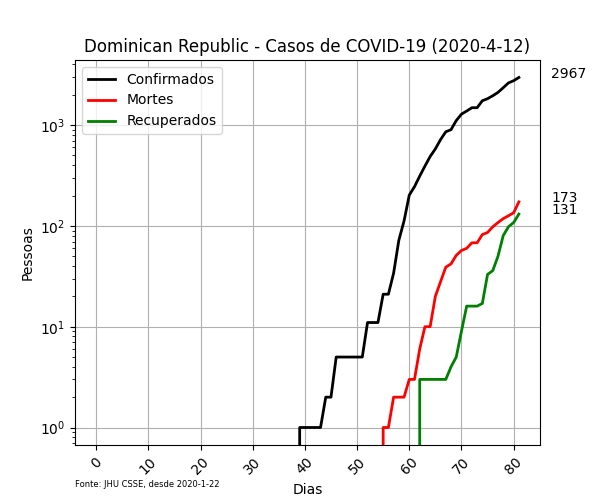 Dominican Republic - Casos de COVID-19 (2020-4-12)
Confirmados
Mortes
Recuperados
2967
173
131
10³
10²
10¹
10⁰
Pessoas
0 10 20 30 40 50 60 70 80
Dias
Fonte: JHU CSSE, desde 2020-1-22